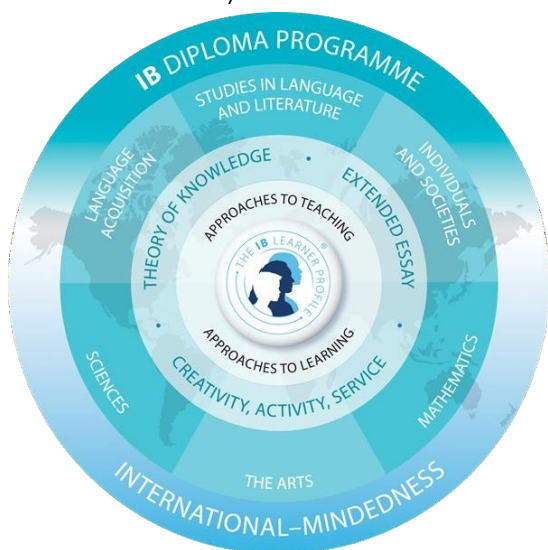 IB DIPLOMA PROGRAMME
STUDIES IN LANGUAGE
AND LITERATURE
LANGUAGE
ACQUISITION
INDIVIDUALS
AND SOCIETIES
THEORY OF KNOWLEDGE
•
EXTENDED ESSAY
APPROACHES TO TEACHING
THE IB LEARNER PROFILE
®
APPROACHES TO LEARNING
•
CREATIVITY, ACTIVITY, SERVICE
•
SCIENCES
MATHEMATICS
THE ARTS
INTERNATIONAL–MINDEDNESS